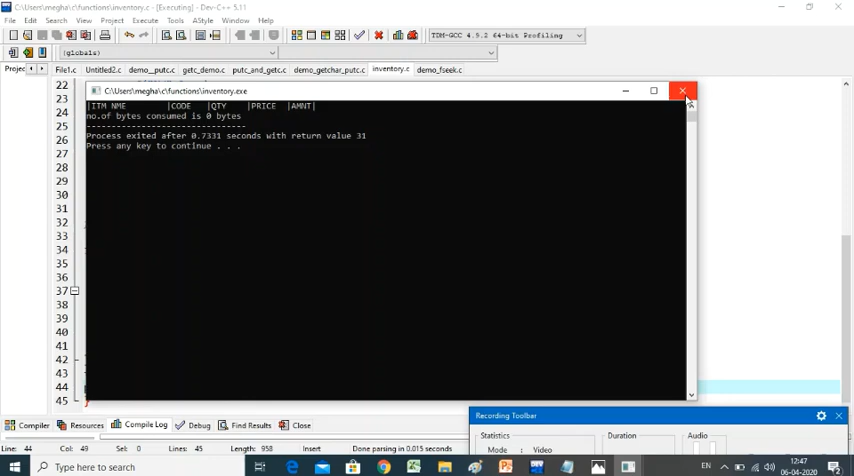 C:\Users\megha\c\functions\inventory.c - [Executing] - Dev-C++ 5.11
File Edit Search View Project Execute Tools AStyle Window Help
TDM-GCC 4.9.2 64-bit Profiling
(globals)
Projec File1.c Untitled2.c demo__putc.c getc_demo.c putc_and_getc.c demo_getchar_putc.c inventory.c demo_fseek.c
22
C:\Users\megha\c\functions\inventory.exe
23
|ITM NME |CODE |QTY |PRICE |AMNT|
24
no.of bytes consumed is 0 bytes
25
--------------------------------
26
Process exited after 0.7331 seconds with return value 31
27
Press any key to continue . . .
28
29
30
31
32
33
34
35
36
37
38
39
40
41
42
43
44
45
Recording Toolbar
Compiler Resources Compile Log Debug Find Results Close
Statistics Duration Audio
Line: 44 Col: 49 Sel: 0 Lines: 45 Length: 958 Insert Done parsing in 0.015 seconds
Mode : Video
Type here to search
EN
12:47
06-04-2020
2